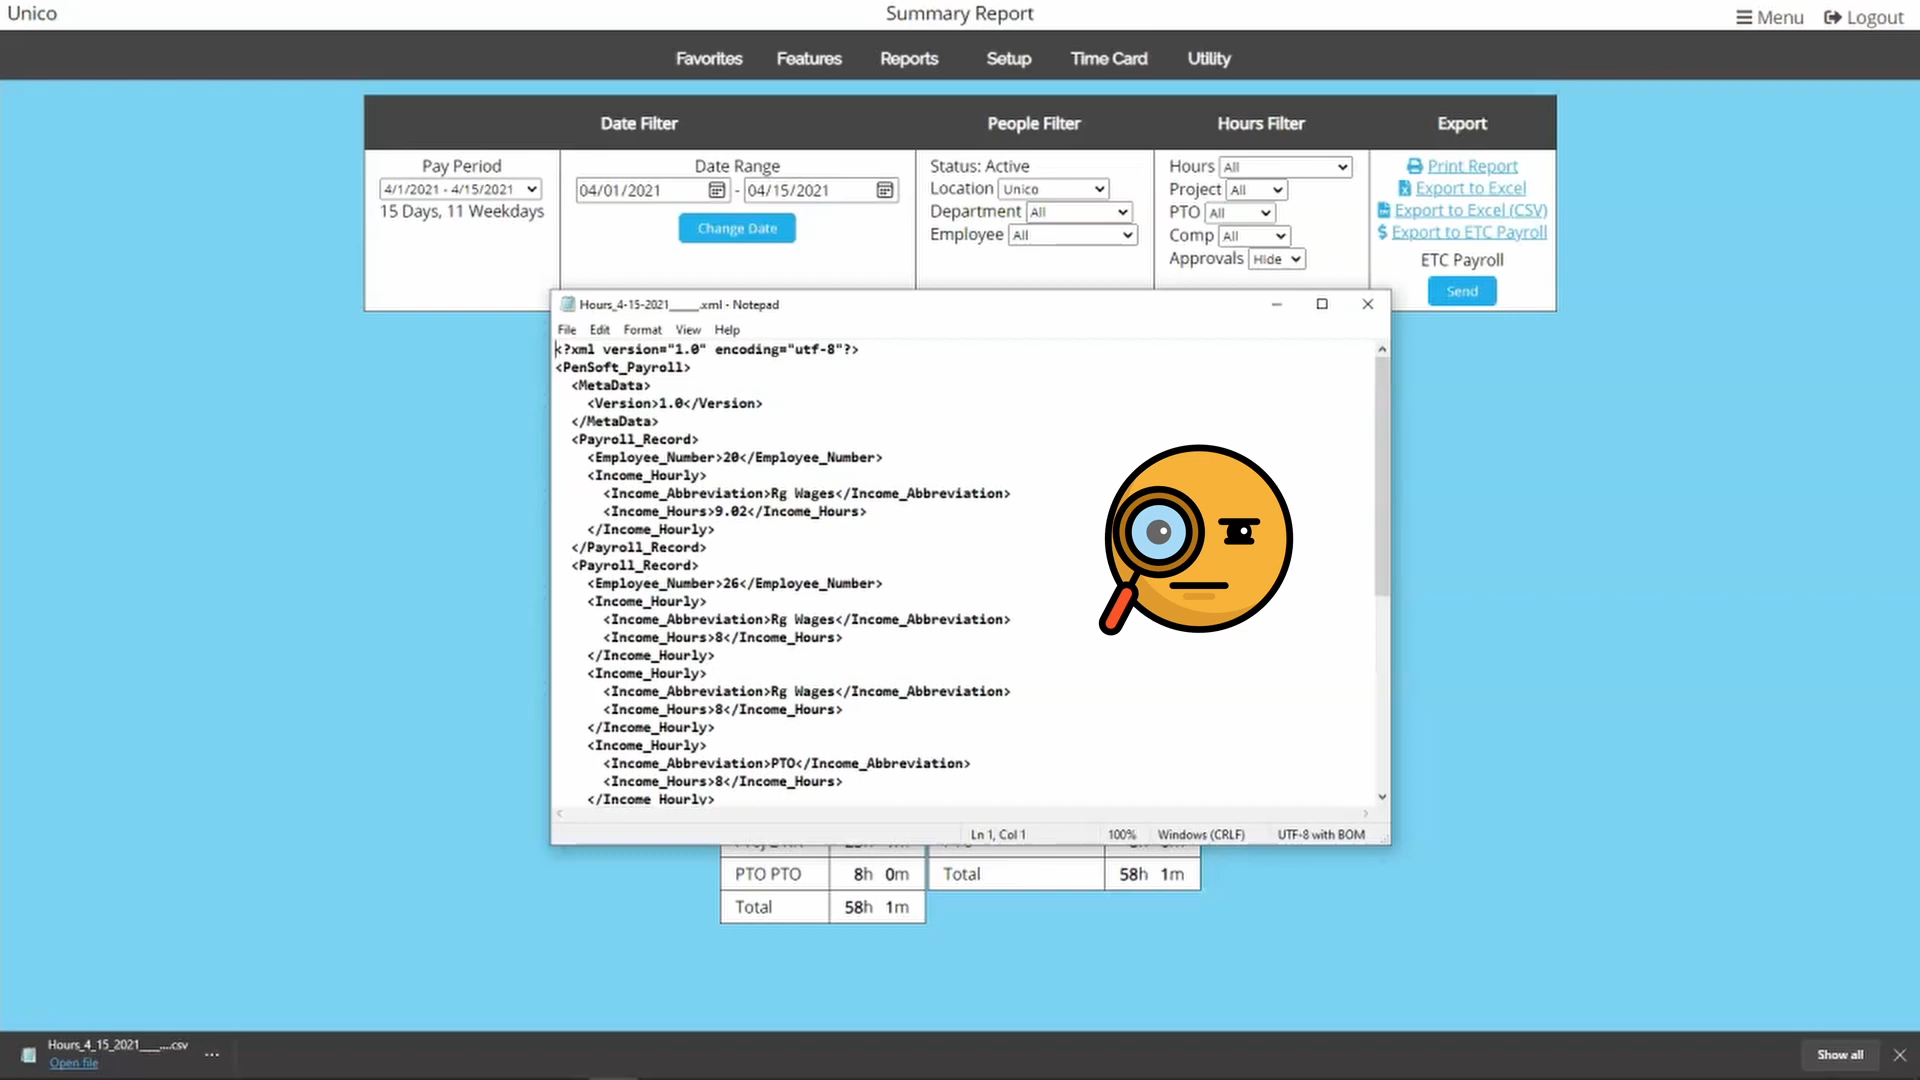 Unico
Summary Report
Menu
Logout
Favorites
Features
Reports
Setup
Time Card
Utility
Date Filter
People Filter
Hours Filter
Export
Pay Period
4/1/2021 - 4/15/2021
15 Days, 11 Weekdays
Date Range
04/01/2021 - 04/15/2021
Change Date
Status: Active
Location Unico
Department All
Employee All
Hours All
Project All
PTO All
Comp All
Approvals Hide
Print Report
Export to Excel
Export to Excel (CSV)
Export to ETC Payroll
ETC Payroll
Send
Hours_4-15-2021_____.xml - Notepad
File Edit Format View Help
<?xml version="1.0" encoding="utf-8"?>
<PenSoft_Payroll>
<MetaData>
<Version>1.0</Version>
</MetaData>
<Payroll_Record>
<Employee_Number>20</Employee_Number>
<Income_Hourly>
<Income_Abbreviation>Rg Wages</Income_Abbreviation>
<Income_Hours>9.02</Income_Hours>
</Income_Hourly>
</Payroll_Record>
<Payroll_Record>
<Employee_Number>26</Employee_Number>
<Income_Hourly>
<Income_Abbreviation>Rg Wages</Income_Abbreviation>
<Income_Hours>8</Income_Hours>
</Income_Hourly>
<Income_Hourly>
<Income_Abbreviation>Rg Wages</Income_Abbreviation>
<Income_Hours>8</Income_Hours>
</Income_Hourly>
<Income_Hourly>
<Income_Abbreviation>PTO</Income_Abbreviation>
<Income_Hours>8</Income_Hours>
</Income_Hourly>
Ln 1, Col 1
100%
Windows (CRLF)
UTF-8 with BOM
PTO PTO 8h 0m
Total 58h 1m
Total 58h 1m
Hours_4_15_2021____....csv
Open file
...
Show all